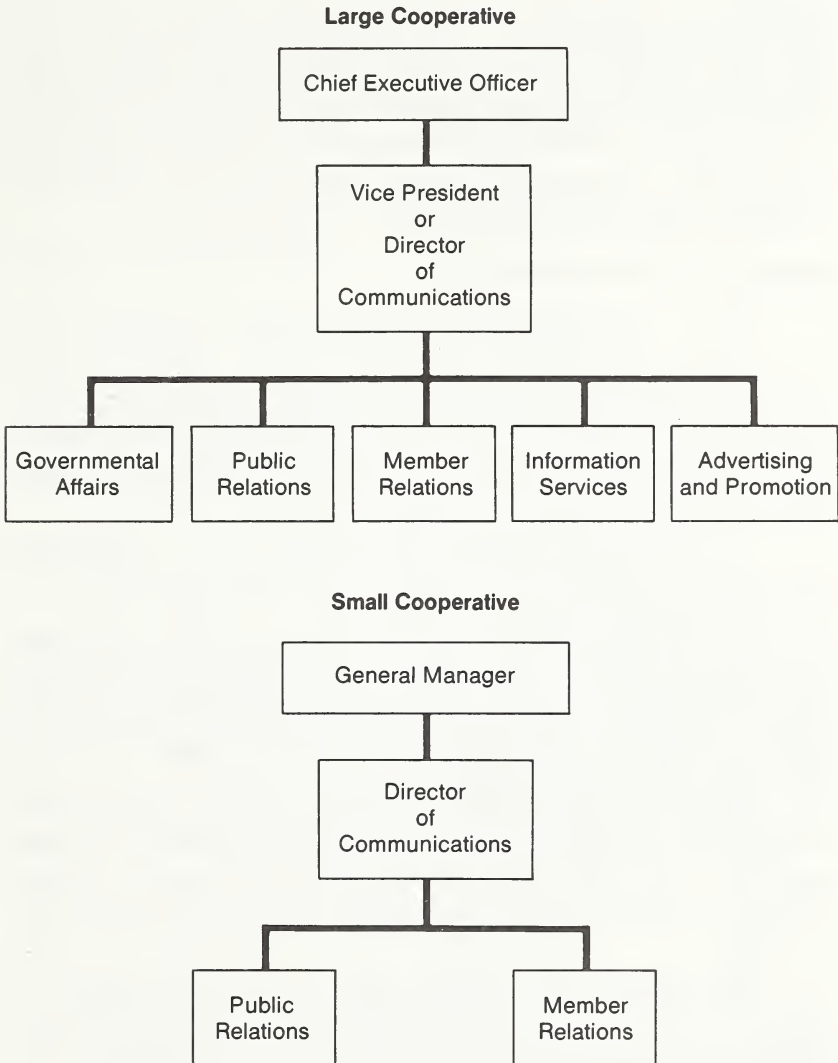 Large Cooperative
Chief Executive Officer
Vice President
or
Director
of
Communications
Governmental
Affairs
Public
Relations
Member
Relations
Information
Services
Advertising
and Promotion
Small Cooperative
General Manager
Director
of
Communications
Public
Relations
Member
Relations